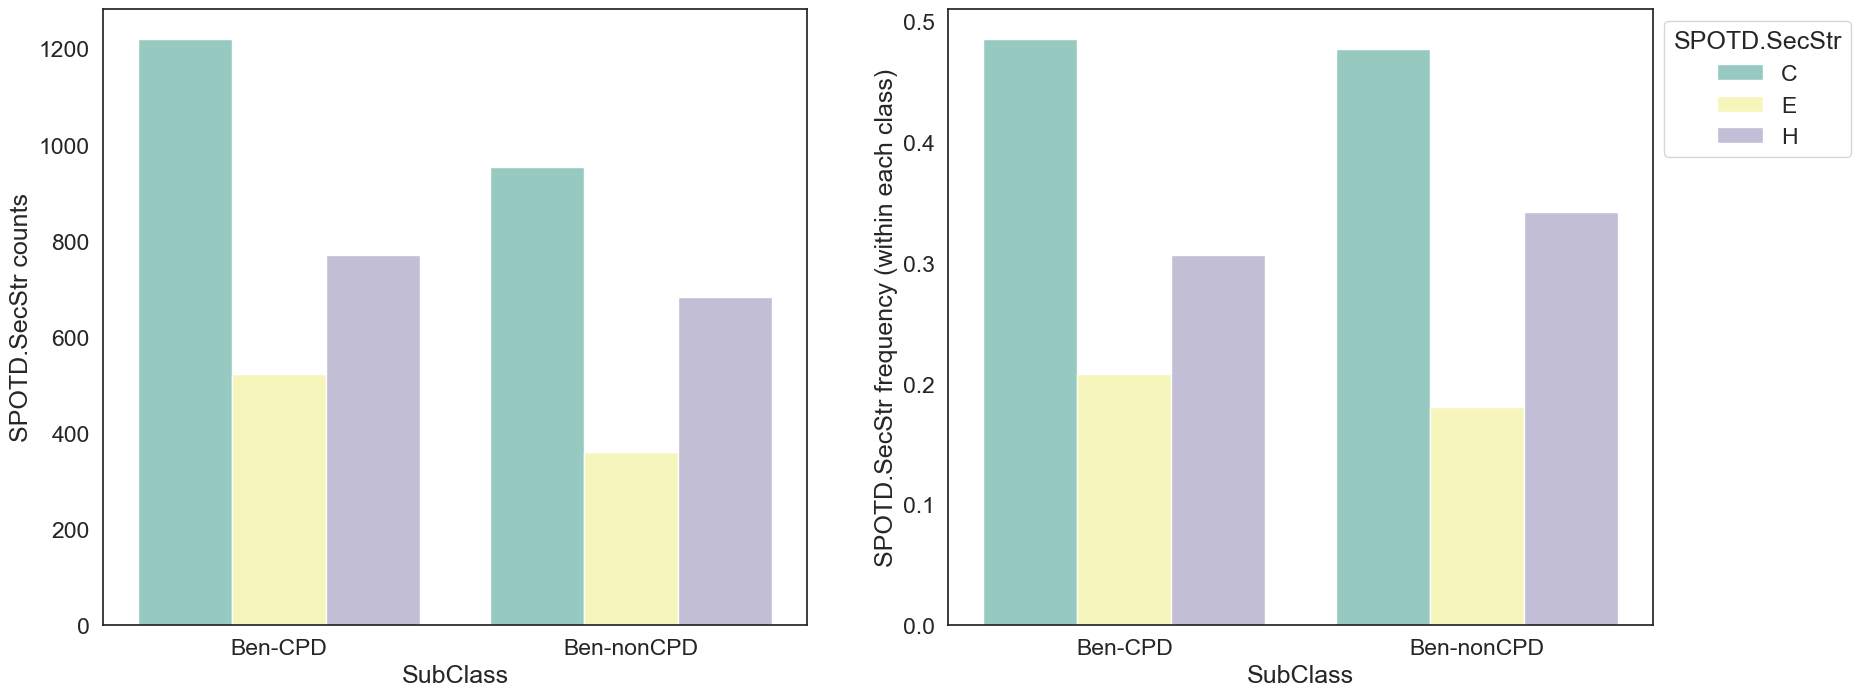 SPOTD.SecStr counts
1200
1000
800
600
400
200
0
Ben-CPD
Ben-nonCPD
SubClass
SPOTD.SecStr frequency (within each class)
0.5
0.4
0.3
0.2
0.1
0.0
Ben-CPD
Ben-nonCPD
SubClass
SPOTD.SecStr
C
E
H